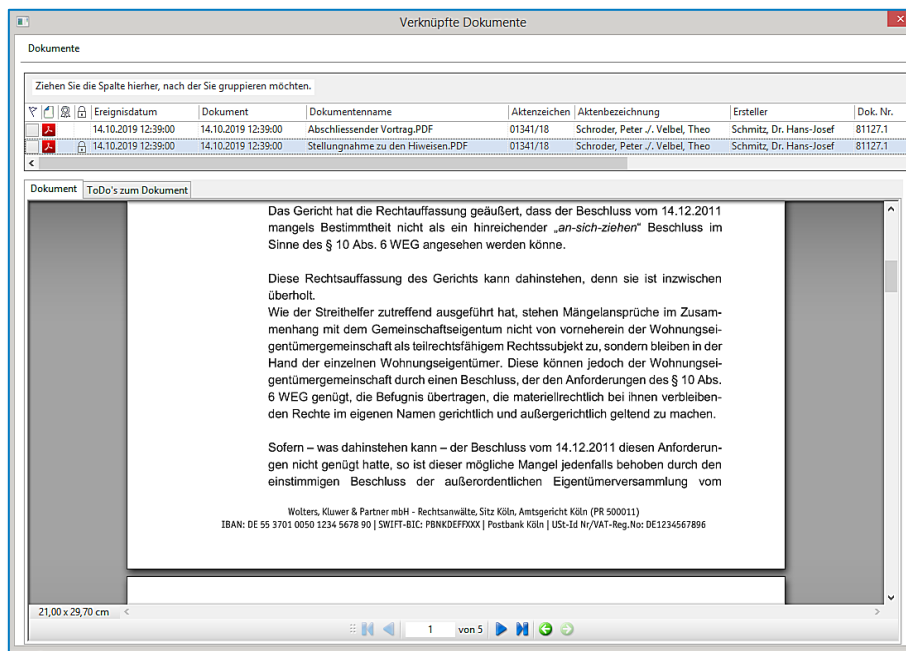 Verknüpfte Dokumente
Dokumente
Ziehen Sie die Spalte hierher, nach der Sie gruppieren möchten.
Ereignisdatum Dokument Dokumentenname Aktenzeichen Aktenbezeichnung Ersteller Dok. Nr.
14.10.2019 12:39:00 14.10.2019 12:39:00 Abschliessender Vortrag.PDF 01341/18 Schroder, Peter ./. Velbel, Theo Schmitz, Dr. Hans-Josef 81127.1
14.10.2019 12:39:00 14.10.2019 12:39:00 Stellungnahme zu den Hiweisen.PDF 01341/18 Schroder, Peter ./. Velbel, Theo Schmitz, Dr. Hans-Josef 81127.1
Dokument ToDo's zum Dokument
Das Gericht hat die Rechtauffassung geäußert, dass der Beschluss vom 14.12.2011
mangels Bestimmtheit nicht als ein hinreichender „an-sich-ziehen“ Beschluss im
Sinne des § 10 Abs. 6 WEG angesehen werden könne.
Diese Rechtsauffassung des Gerichts kann dahinstehen, denn sie ist inzwischen
überholt.
Wie der Streithelfer zutreffend ausgeführt hat, stehen Mängelansprüche im Zusam-
menhang mit dem Gemeinschaftseigentum nicht von vorneherein der Wohnungsei-
gentümergemeinschaft als teilrechtsfähigem Rechtssubjekt zu, sondern bleiben in der
Hand der einzelnen Wohnungseigentümer. Diese können jedoch der Wohnungsei-
gentümergemeinschaft durch einen Beschluss, der den Anforderungen des § 10 Abs.
6 WEG genügt, die Befugnis übertragen, die materiellrechtlich bei ihnen verbleiben-
den Rechte im eigenen Namen gerichtlich und außergerichtlich geltend zu machen.
Sofern – was dahinstehen kann – der Beschluss vom 14.12.2011 diesen Anforderun-
gen nicht genügt hatte, so ist dieser mögliche Mangel jedenfalls behoben durch den
einstimmigen Beschluss der außerordentlichen Eigentümerversammlung vom
Wolters, Kluwer & Partner mbH - Rechtsanwälte, Sitz Köln, Amtsgericht Köln (PR 500011)
IBAN: DE 55 3701 0050 1234 5678 90 | SWIFT-BIC: PBNKDEFFXXX | Postbank Köln | USt-Id Nr/VAT-Reg.No: DE1234567896
21,00 x 29,70 cm
1 von 5